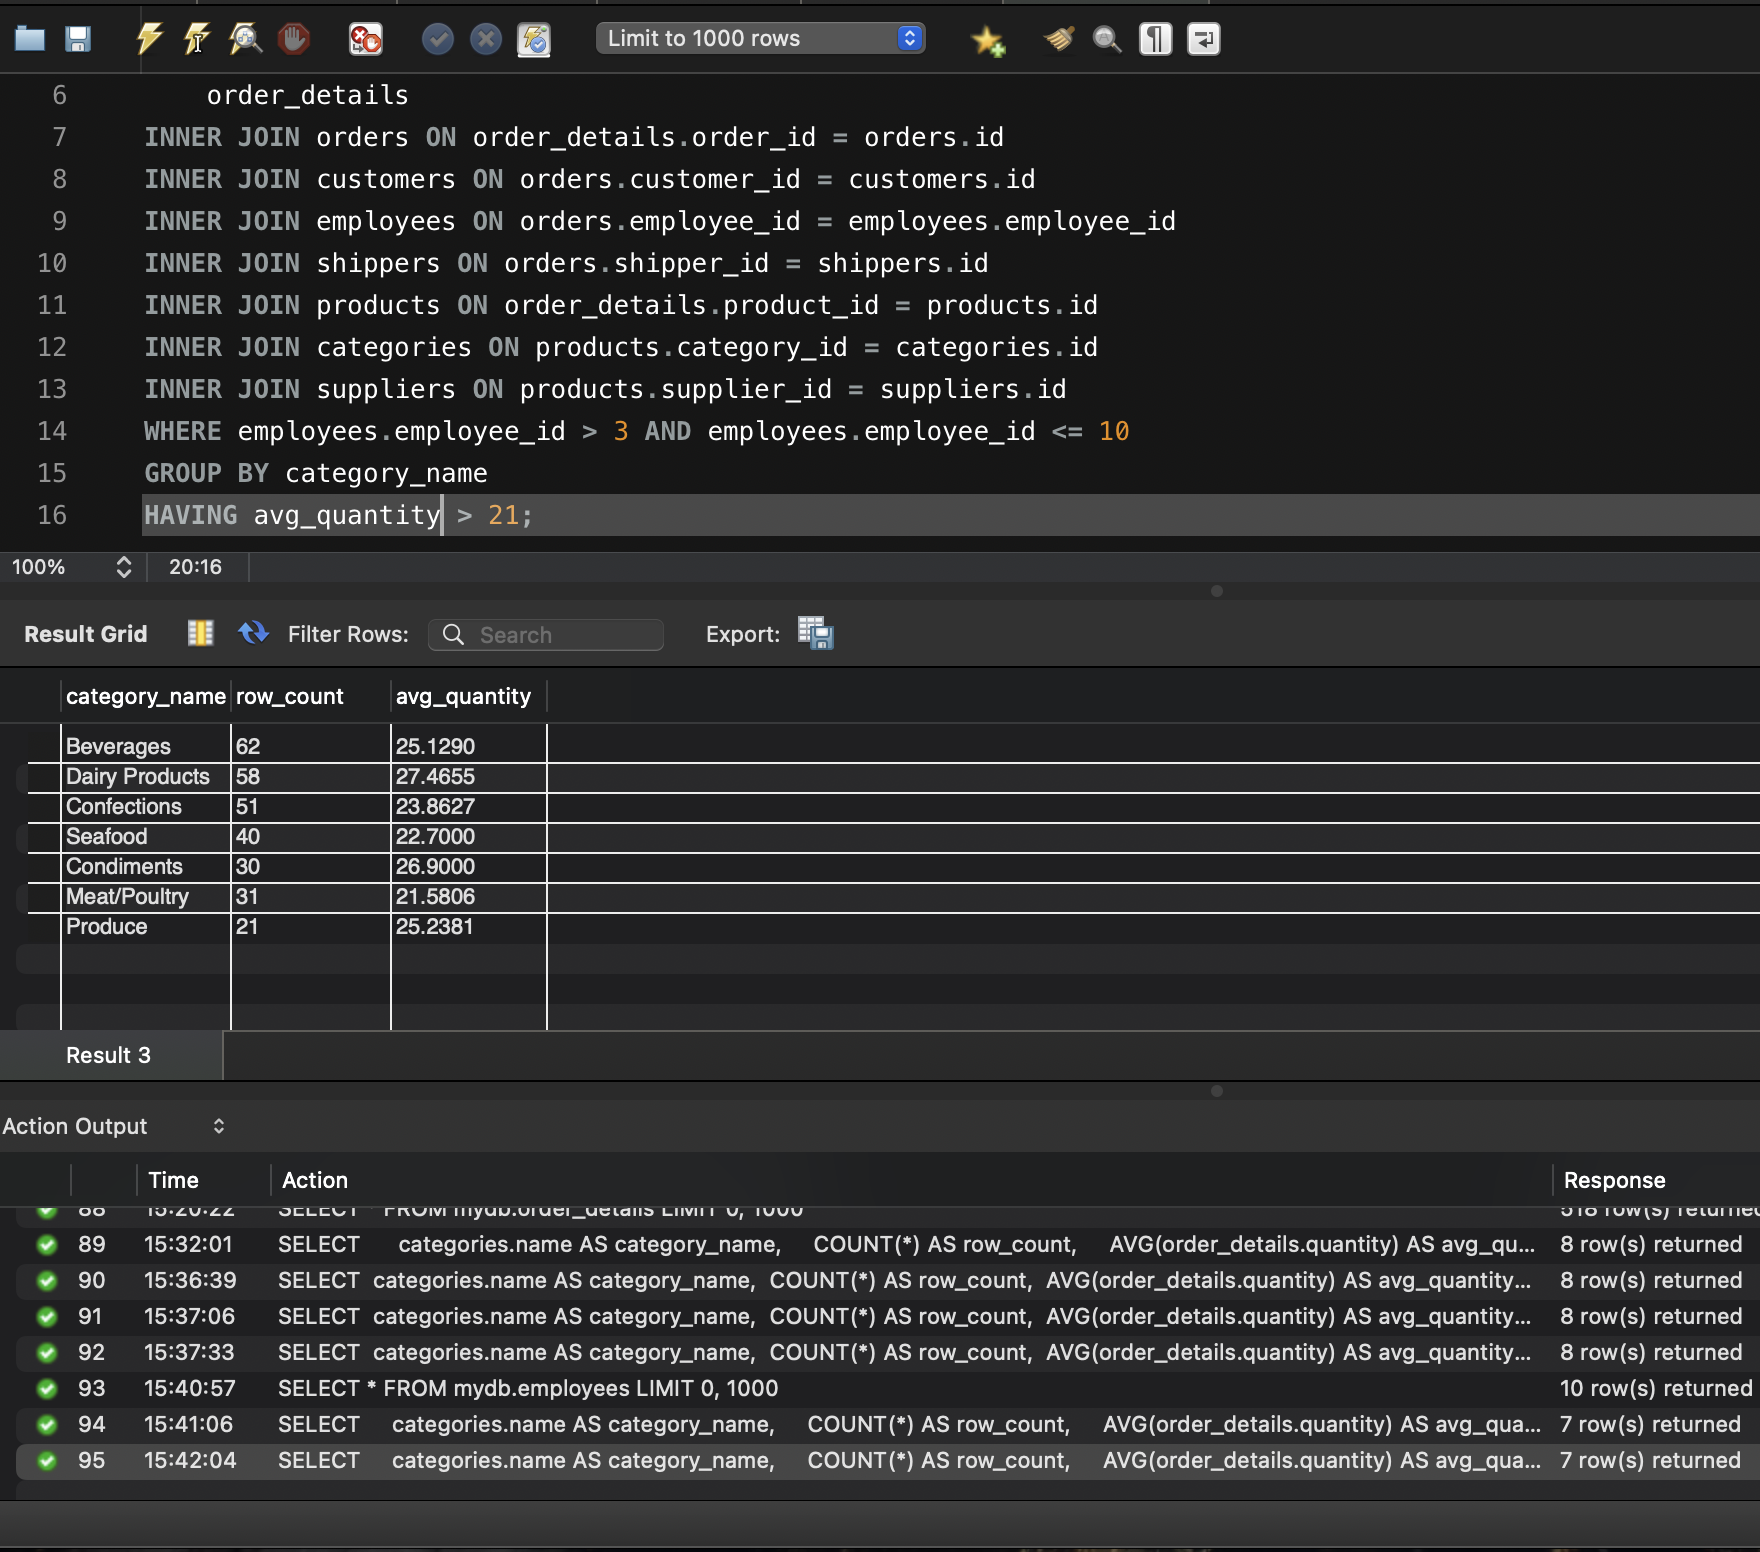 Limit to 1000 rows
6 order_details
7 INNER JOIN orders ON order_details.order_id = orders.id
8 INNER JOIN customers ON orders.customer_id = customers.id
9 INNER JOIN employees ON orders.employee_id = employees.employee_id
10 INNER JOIN shippers ON orders.shipper_id = shippers.id
11 INNER JOIN products ON order_details.product_id = products.id
12 INNER JOIN categories ON products.category_id = categories.id
13 INNER JOIN suppliers ON products.supplier_id = suppliers.id
14 WHERE employees.employee_id > 3 AND employees.employee_id <= 10
15 GROUP BY category_name
16 HAVING avg_quantity > 21;
100% 20:16
Result Grid Filter Rows: Search Export:
category_name row_count avg_quantity
Beverages 62 25.1290
Dairy Products 58 27.4655
Confections 51 23.8627
Seafood 40 22.7000
Condiments 30 26.9000
Meat/Poultry 31 21.5806
Produce 21 25.2381
Result 3
Action Output
Time Action Response
88 15:20:22 SELECT * FROM mydb.order_details LIMIT 0, 1000 518 row(s) returned
89 15:32:01 SELECT categories.name AS category_name, COUNT(*) AS row_count, AVG(order_details.quantity) AS avg_qu... 8 row(s) returned
90 15:36:39 SELECT categories.name AS category_name, COUNT(*) AS row_count, AVG(order_details.quantity) AS avg_quantity... 8 row(s) returned
91 15:37:06 SELECT categories.name AS category_name, COUNT(*) AS row_count, AVG(order_details.quantity) AS avg_quantity... 8 row(s) returned
92 15:37:33 SELECT categories.name AS category_name, COUNT(*) AS row_count, AVG(order_details.quantity) AS avg_quantity... 8 row(s) returned
93 15:40:57 SELECT * FROM mydb.employees LIMIT 0, 1000 10 row(s) returned
94 15:41:06 SELECT categories.name AS category_name, COUNT(*) AS row_count, AVG(order_details.quantity) AS avg_qua... 7 row(s) returned
95 15:42:04 SELECT categories.name AS category_name, COUNT(*) AS row_count, AVG(order_details.quantity) AS avg_qua... 7 row(s) returned